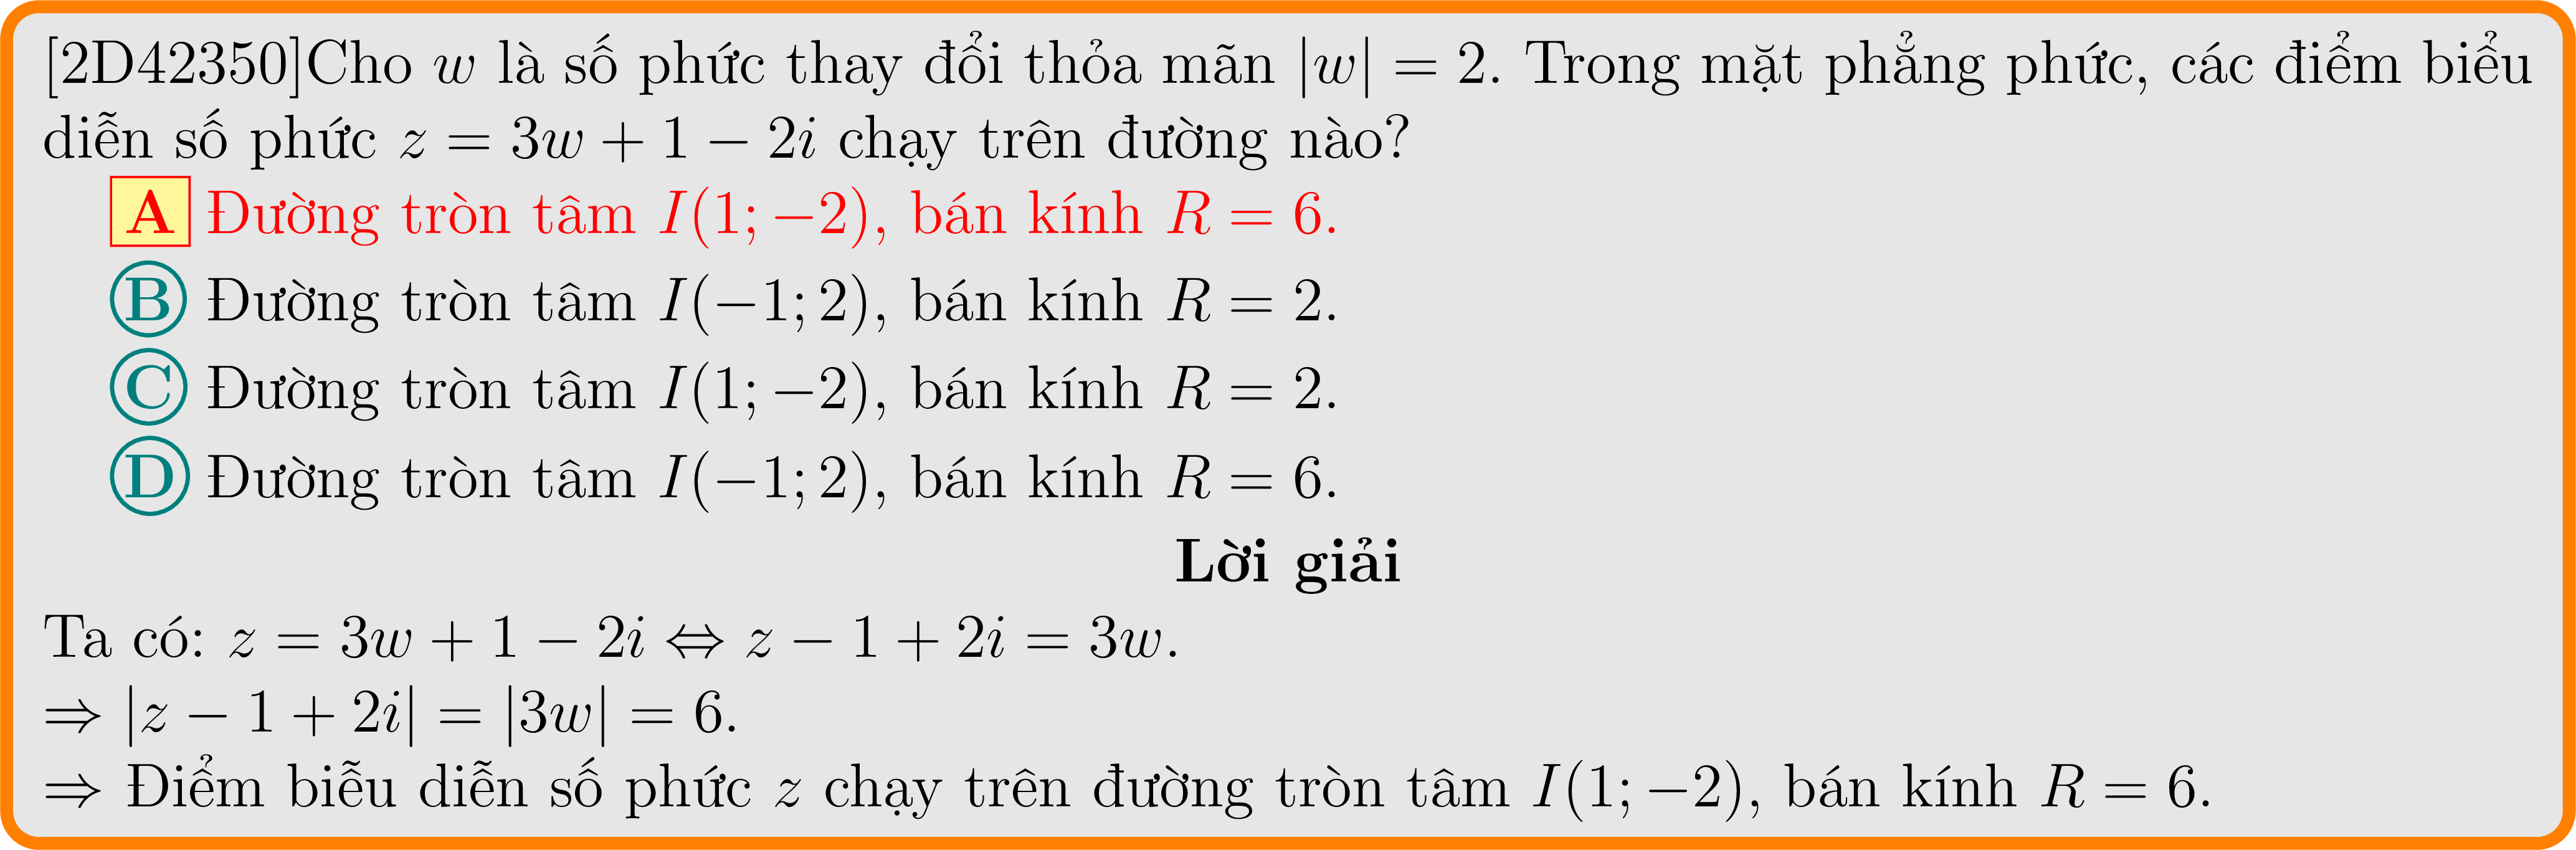 [2D42350]Cho w là số phức thay đổi thỏa mãn |w| = 2. Trong mặt phẳng phức, các điểm biểu
diễn số phức z = 3w + 1 − 2i chạy trên đường nào?
A Đường tròn tâm I(1; −2), bán kính R = 6.
B Đường tròn tâm I(−1; 2), bán kính R = 2.
C Đường tròn tâm I(1; −2), bán kính R = 2.
D Đường tròn tâm I(−1; 2), bán kính R = 6.
Lời giải
Ta có: z = 3w + 1 − 2i ⇔ z − 1 + 2i = 3w.
⇒ |z − 1 + 2i| = |3w| = 6.
⇒ Điểm biễu diễn số phức z chạy trên đường tròn tâm I(1; −2), bán kính R = 6.